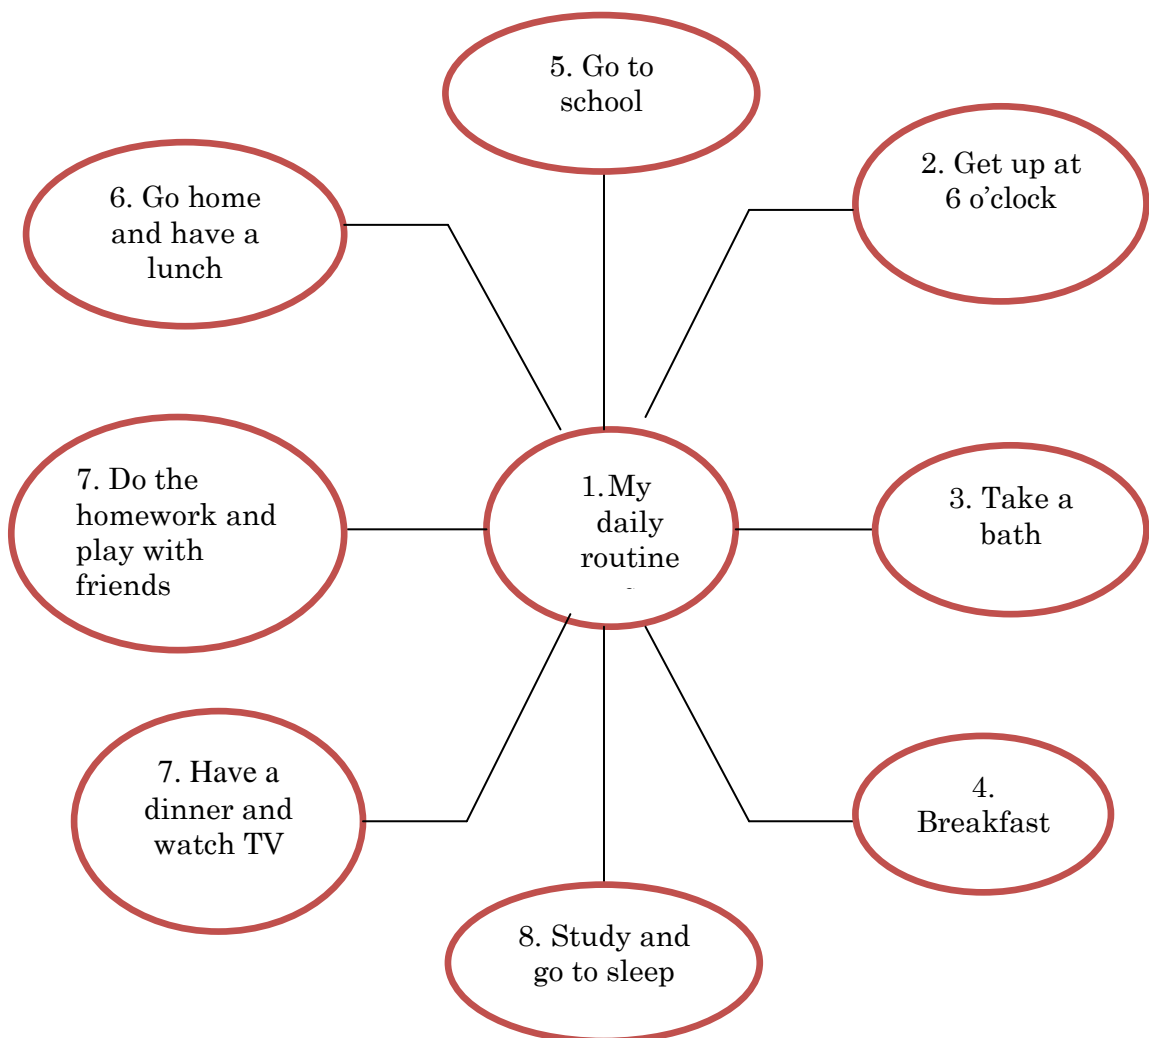 5. Go to
school
2. Get up at
6 o’clock
6. Go home
and have a
lunch
1. My
daily
routine
3. Take a
bath
7. Do the
homework and
play with
friends
7. Have a
dinner and
watch TV
4.
Breakfast
8. Study and
go to sleep